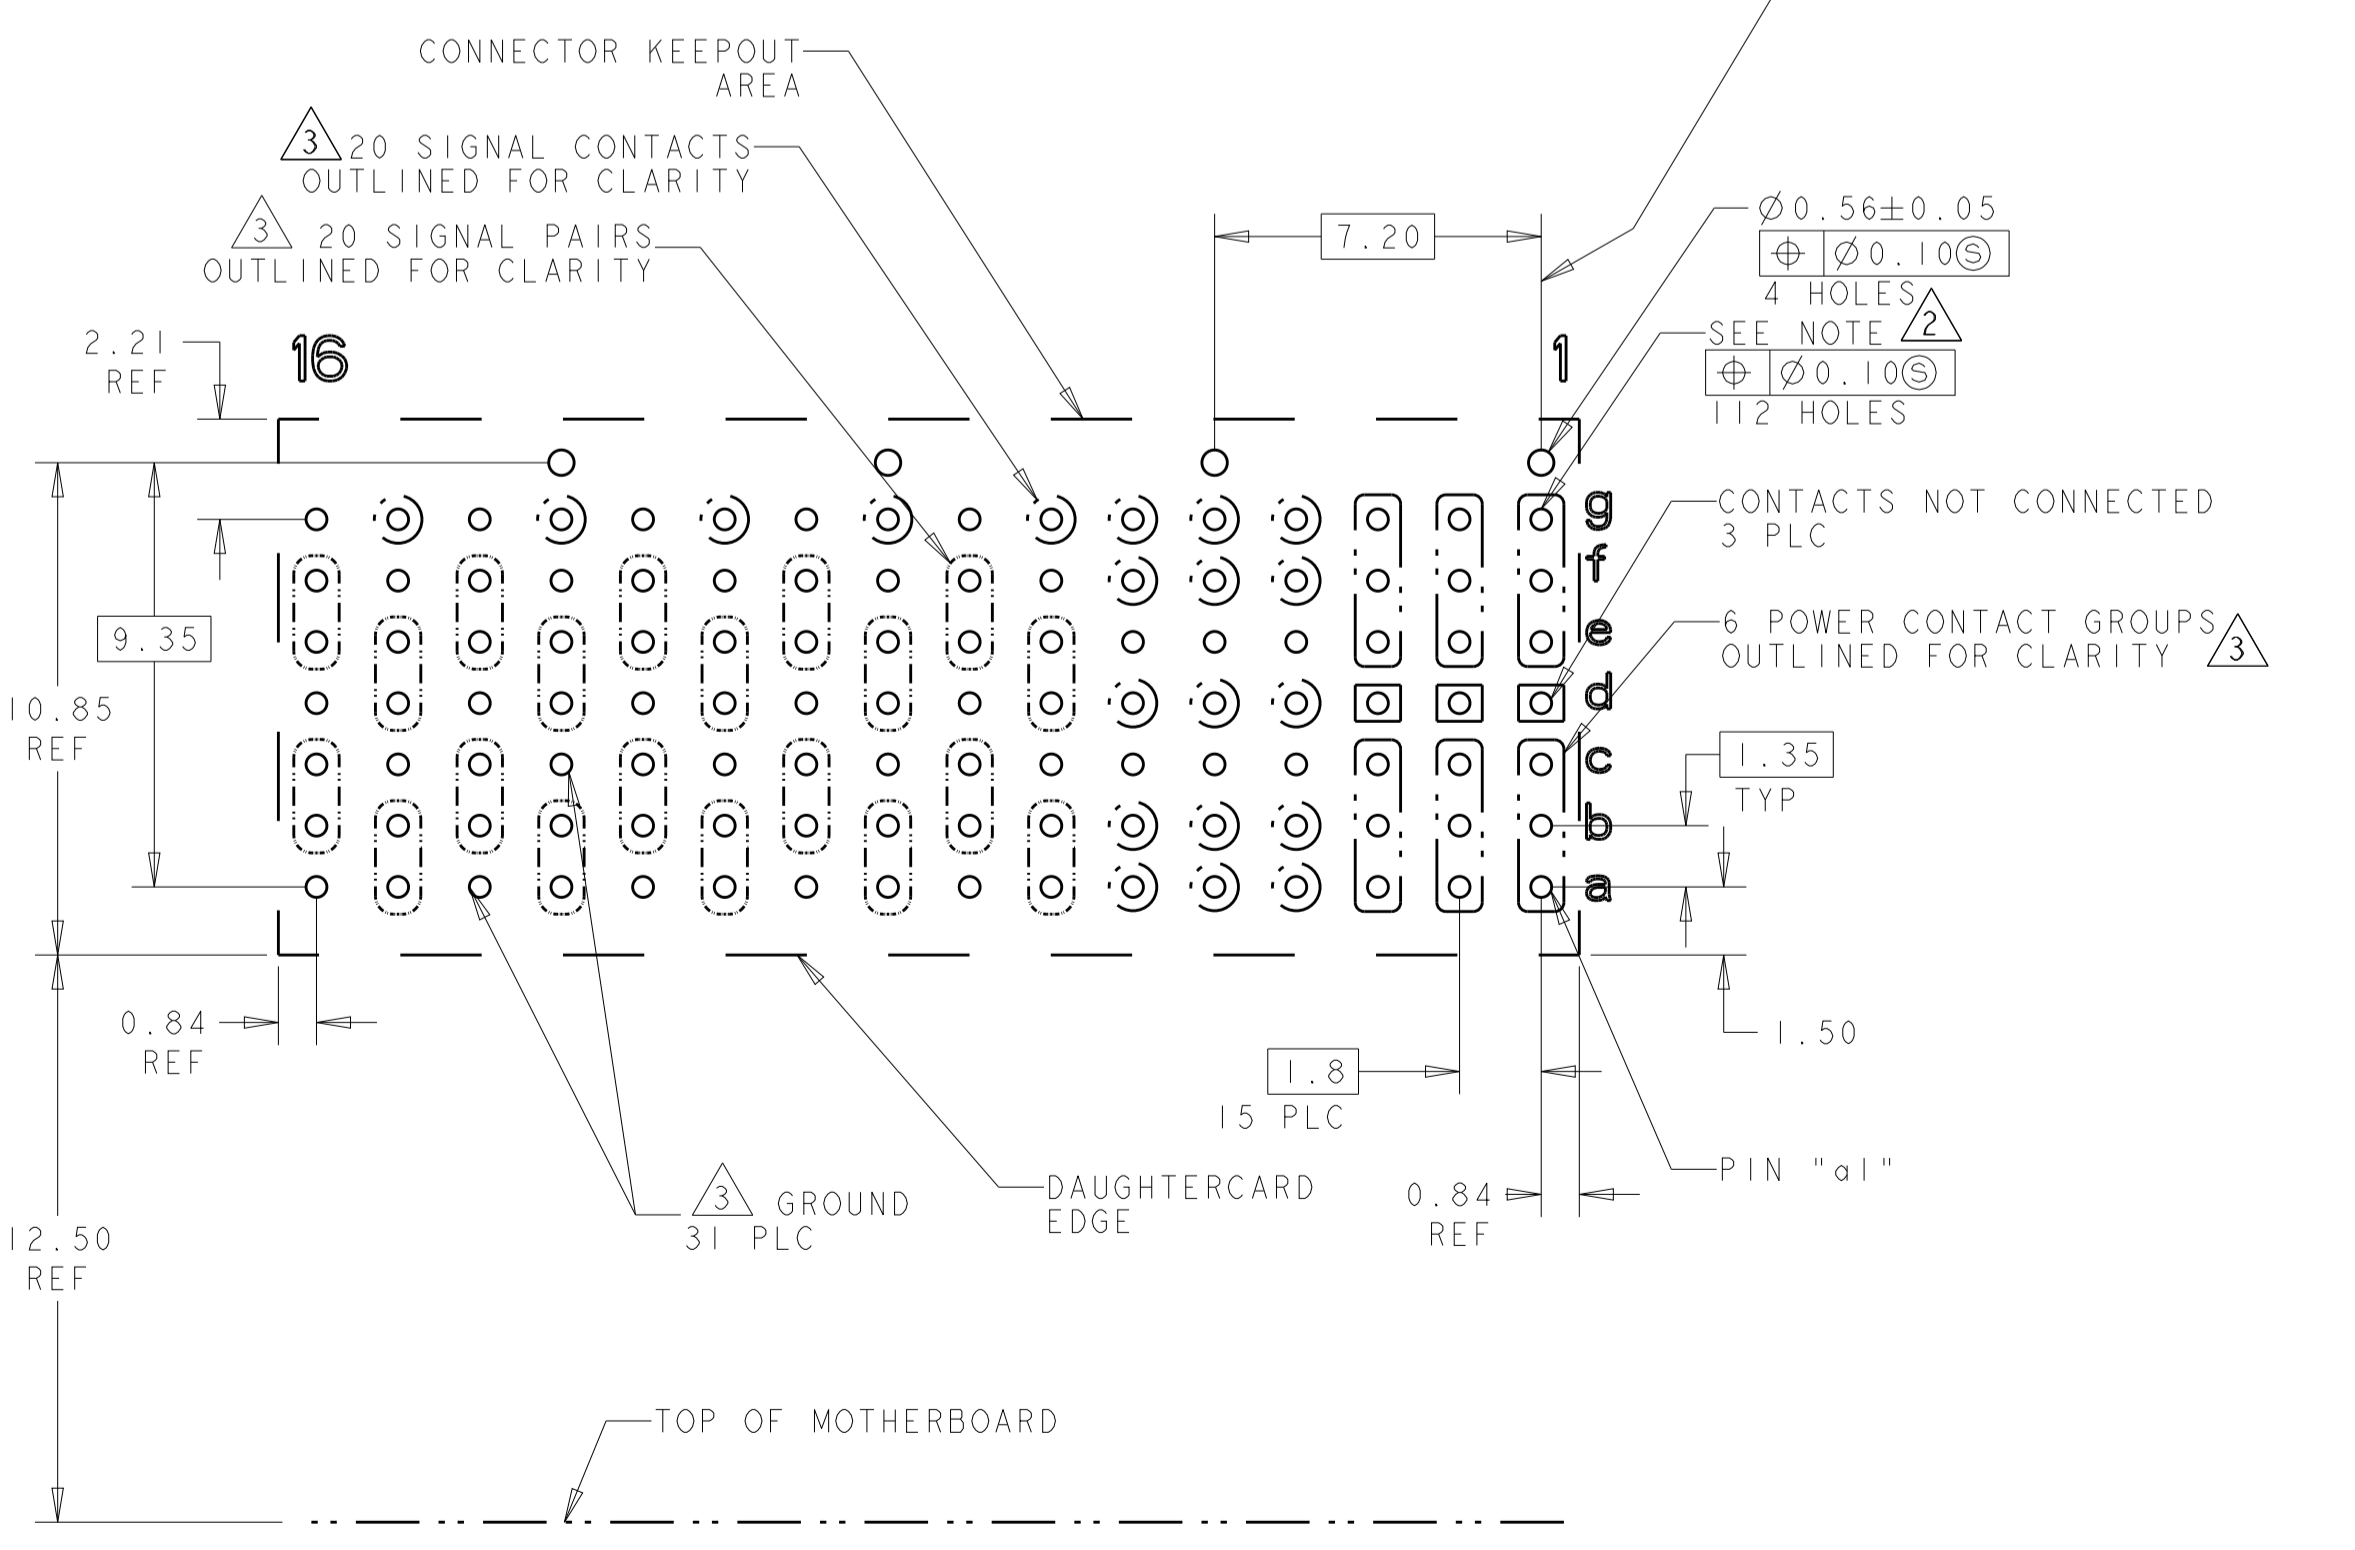 CONNECTOR KEEPOUT
AREA
3 20 SIGNAL CONTACTS
OUTLINED FOR CLARITY
3 20 SIGNAL PAIRS
OUTLINED FOR CLARITY
7.20
Ø0.56±0.05
⌖ Ø0.10Ⓢ
4 HOLES
SEE NOTE 2
⌖ Ø0.10Ⓢ
112 HOLES
2.21
REF
16
1
g
f
e
d
c
b
a
CONTACTS NOT CONNECTED
3 PLC
6 POWER CONTACT GROUPS
OUTLINED FOR CLARITY 3
9.35
10.85
REF
1.35
TYP
0.84
REF
1.50
1.8
15 PLC
PIN "a1"
3 GROUND
31 PLC
DAUGHTERCARD
EDGE
0.84
REF
12.50
REF
TOP OF MOTHERBOARD